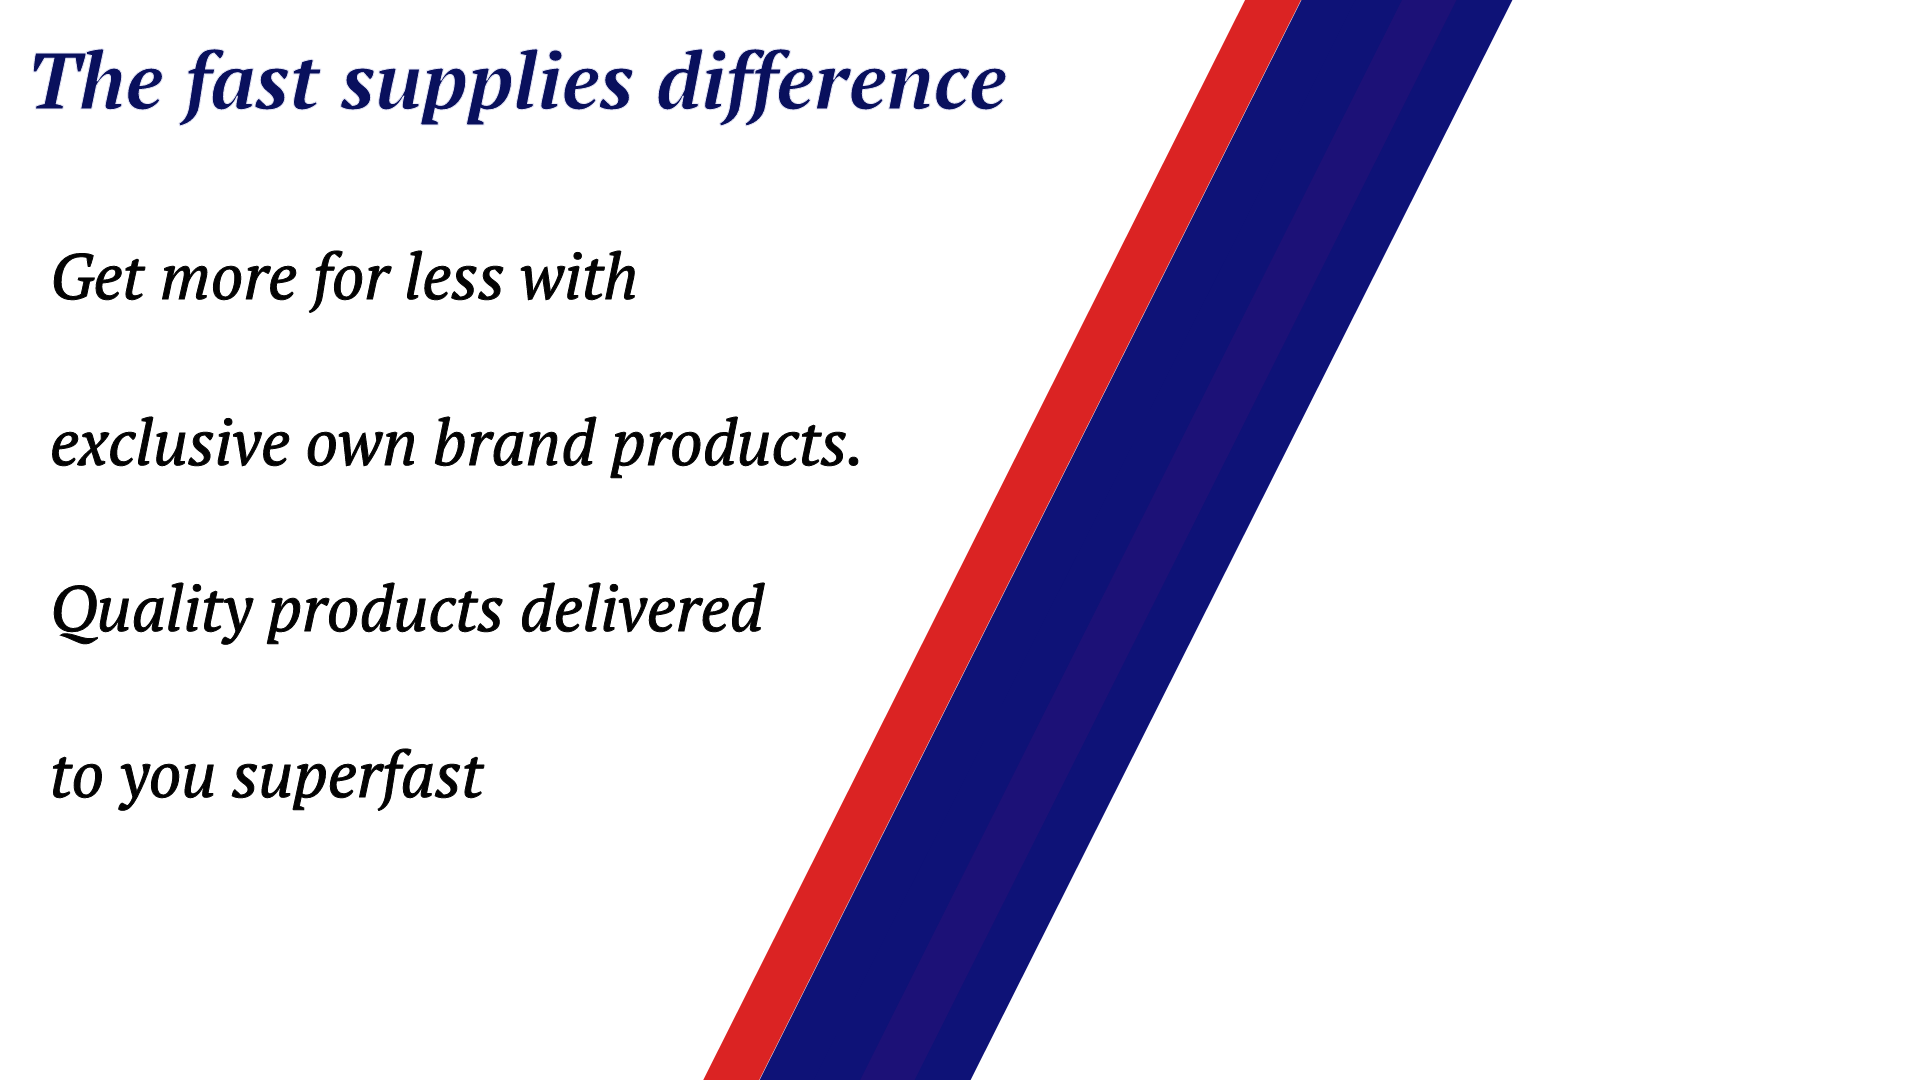 The fast supplies difference
Get more for less with
exclusive own brand products.
Quality products delivered
to you superfast